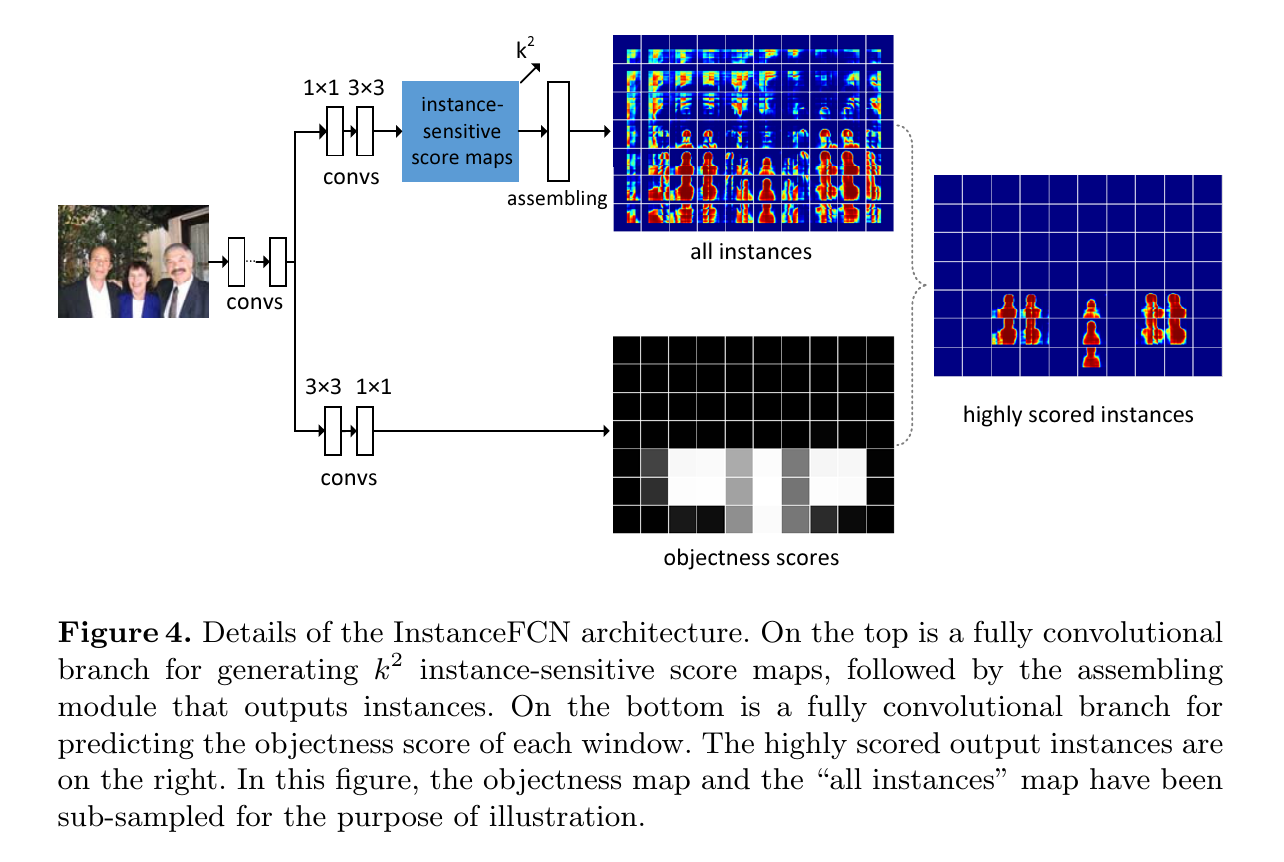 k²
1×1 3×3
instance-
sensitive
score maps
convs
assembling
all instances
convs
3×3 1×1
highly scored instances
convs
objectness scores
Figure 4. Details of the InstanceFCN architecture. On the top is a fully convolutional
branch for generating k² instance-sensitive score maps, followed by the assembling
module that outputs instances. On the bottom is a fully convolutional branch for
predicting the objectness score of each window. The highly scored output instances are
on the right. In this figure, the objectness map and the “all instances” map have been
sub-sampled for the purpose of illustration.